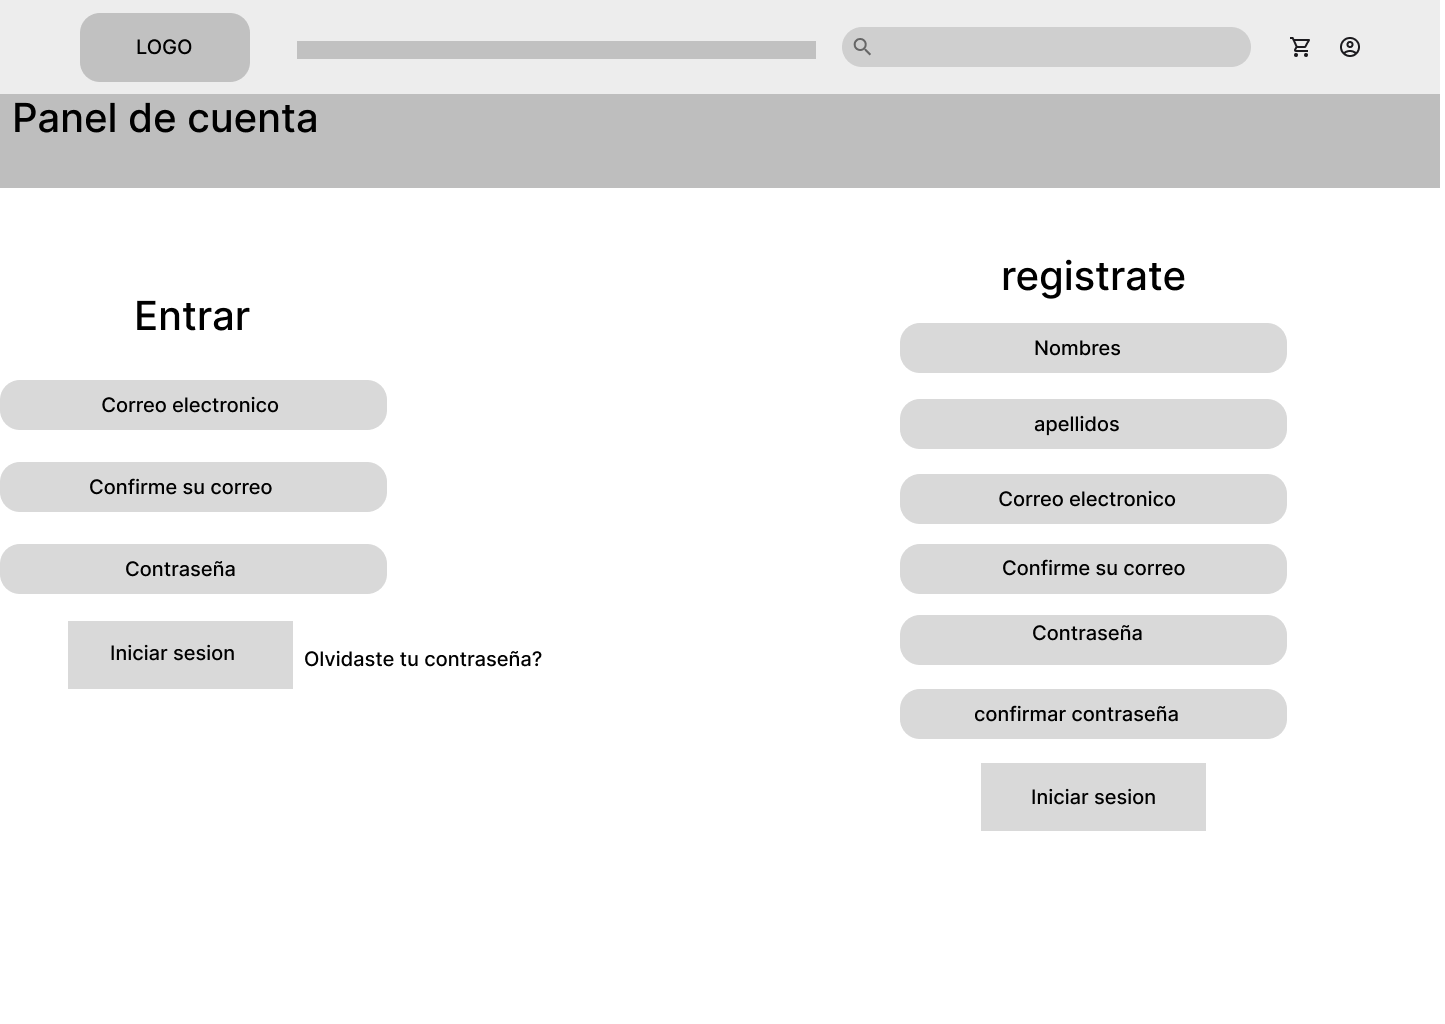 LOGO
Panel de cuenta
Entrar
Correo electronico
Confirme su correo
Contraseña
Iniciar sesion
Olvidaste tu contraseña?
registrate
Nombres
apellidos
Correo electronico
Confirme su correo
Contraseña
confirmar contraseña
Iniciar sesion